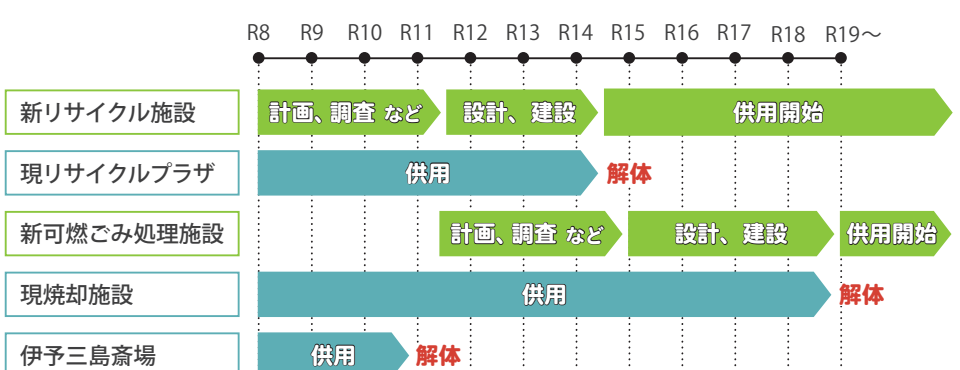 R8 R9 R10 R11 R12 R13 R14 R15 R16 R17 R18 R19～
新リサイクル施設 計画、調査 など 設計、建設 供用開始
現リサイクルプラザ 供用 解体
新可燃ごみ処理施設 計画、調査 など 設計、建設 供用開始
現焼却施設 供用 解体
伊予三島斎場 供用 解体